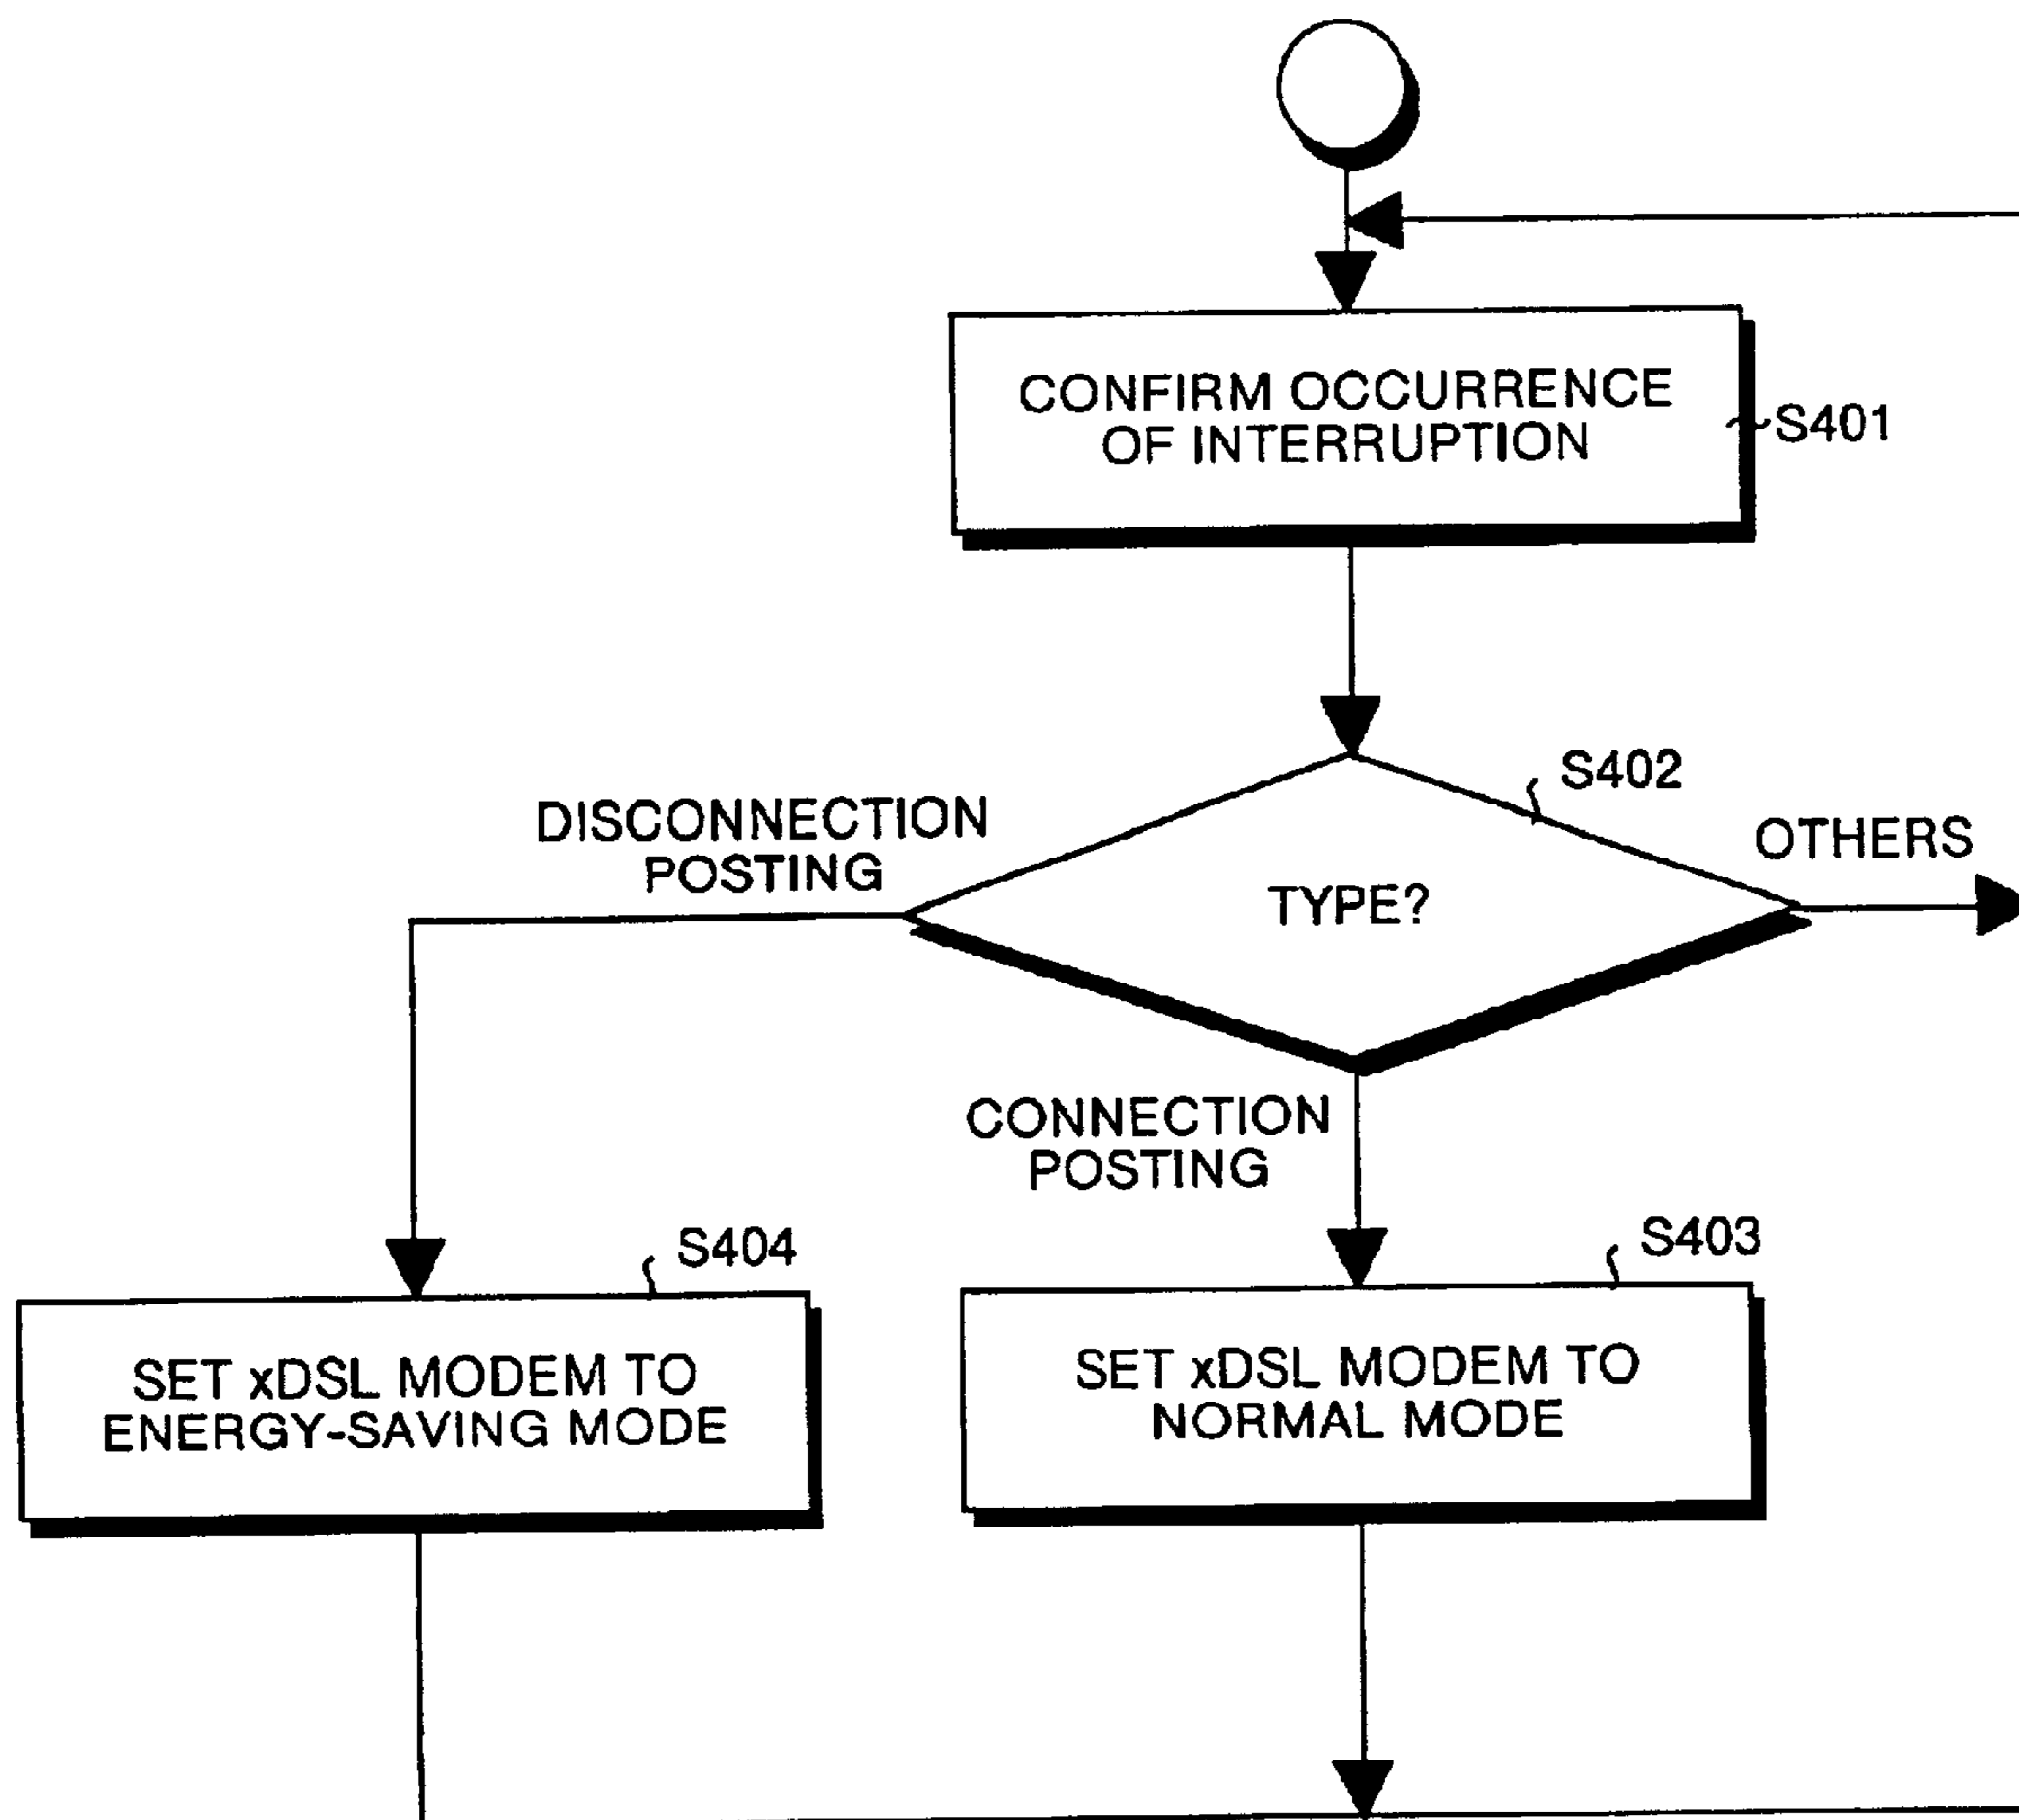 CONFIRM OCCURRENCE
OF INTERRUPTION
S401
S402
DISCONNECTION
POSTING
OTHERS
TYPE?
CONNECTION
POSTING
S404
S403
SET xDSL MODEM TO
ENERGY-SAVING MODE
SET xDSL MODEM TO
NORMAL MODE